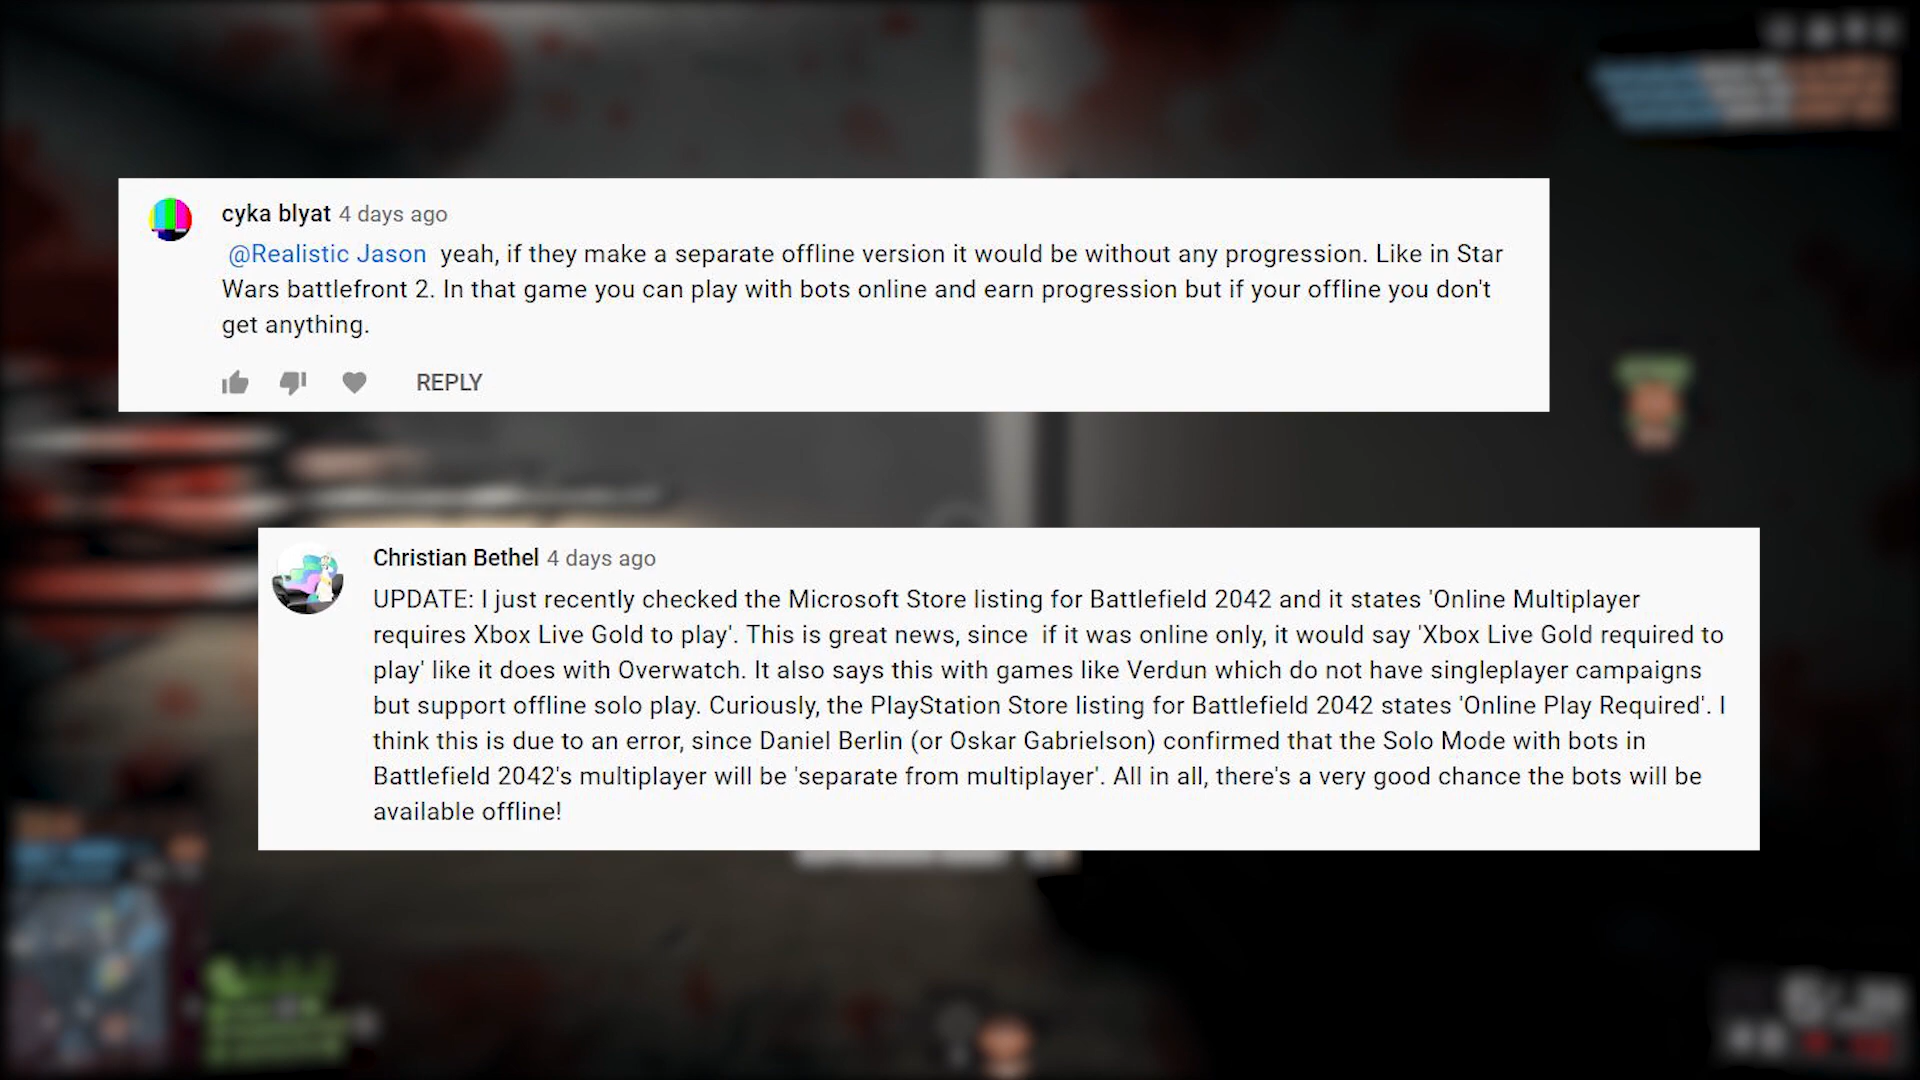 cyka blyat 4 days ago
@Realistic Jason yeah, if they make a separate offline version it would be without any progression. Like in Star
Wars battlefront 2. In that game you can play with bots online and earn progression but if your offline you don't
get anything.
REPLY
Christian Bethel 4 days ago
UPDATE: I just recently checked the Microsoft Store listing for Battlefield 2042 and it states 'Online Multiplayer
requires Xbox Live Gold to play'. This is great news, since if it was online only, it would say 'Xbox Live Gold required to
play' like it does with Overwatch. It also says this with games like Verdun which do not have singleplayer campaigns
but support offline solo play. Curiously, the PlayStation Store listing for Battlefield 2042 states 'Online Play Required'. I
think this is due to an error, since Daniel Berlin (or Oskar Gabrielson) confirmed that the Solo Mode with bots in
Battlefield 2042's multiplayer will be 'separate from multiplayer'. All in all, there's a very good chance the bots will be
available offline!